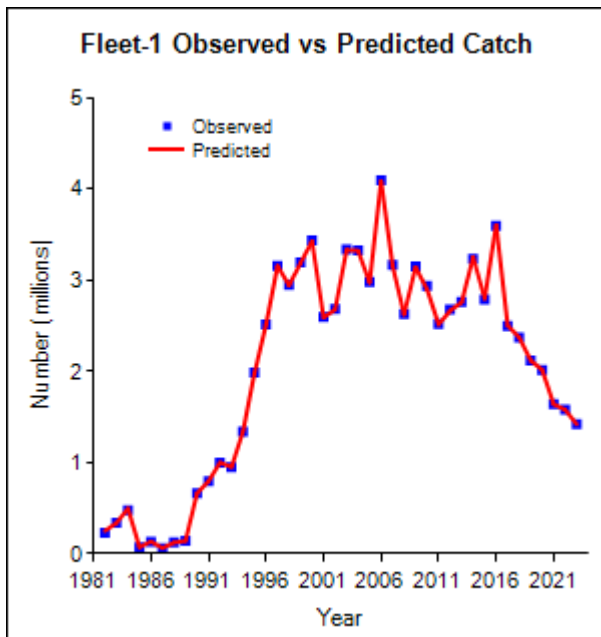 Fleet-1 Observed vs Predicted Catch
5
Observed
Predicted
4
3
2
1
0
Number (millions)
1981 1986 1991 1996 2001 2006 2011 2016 2021
Year